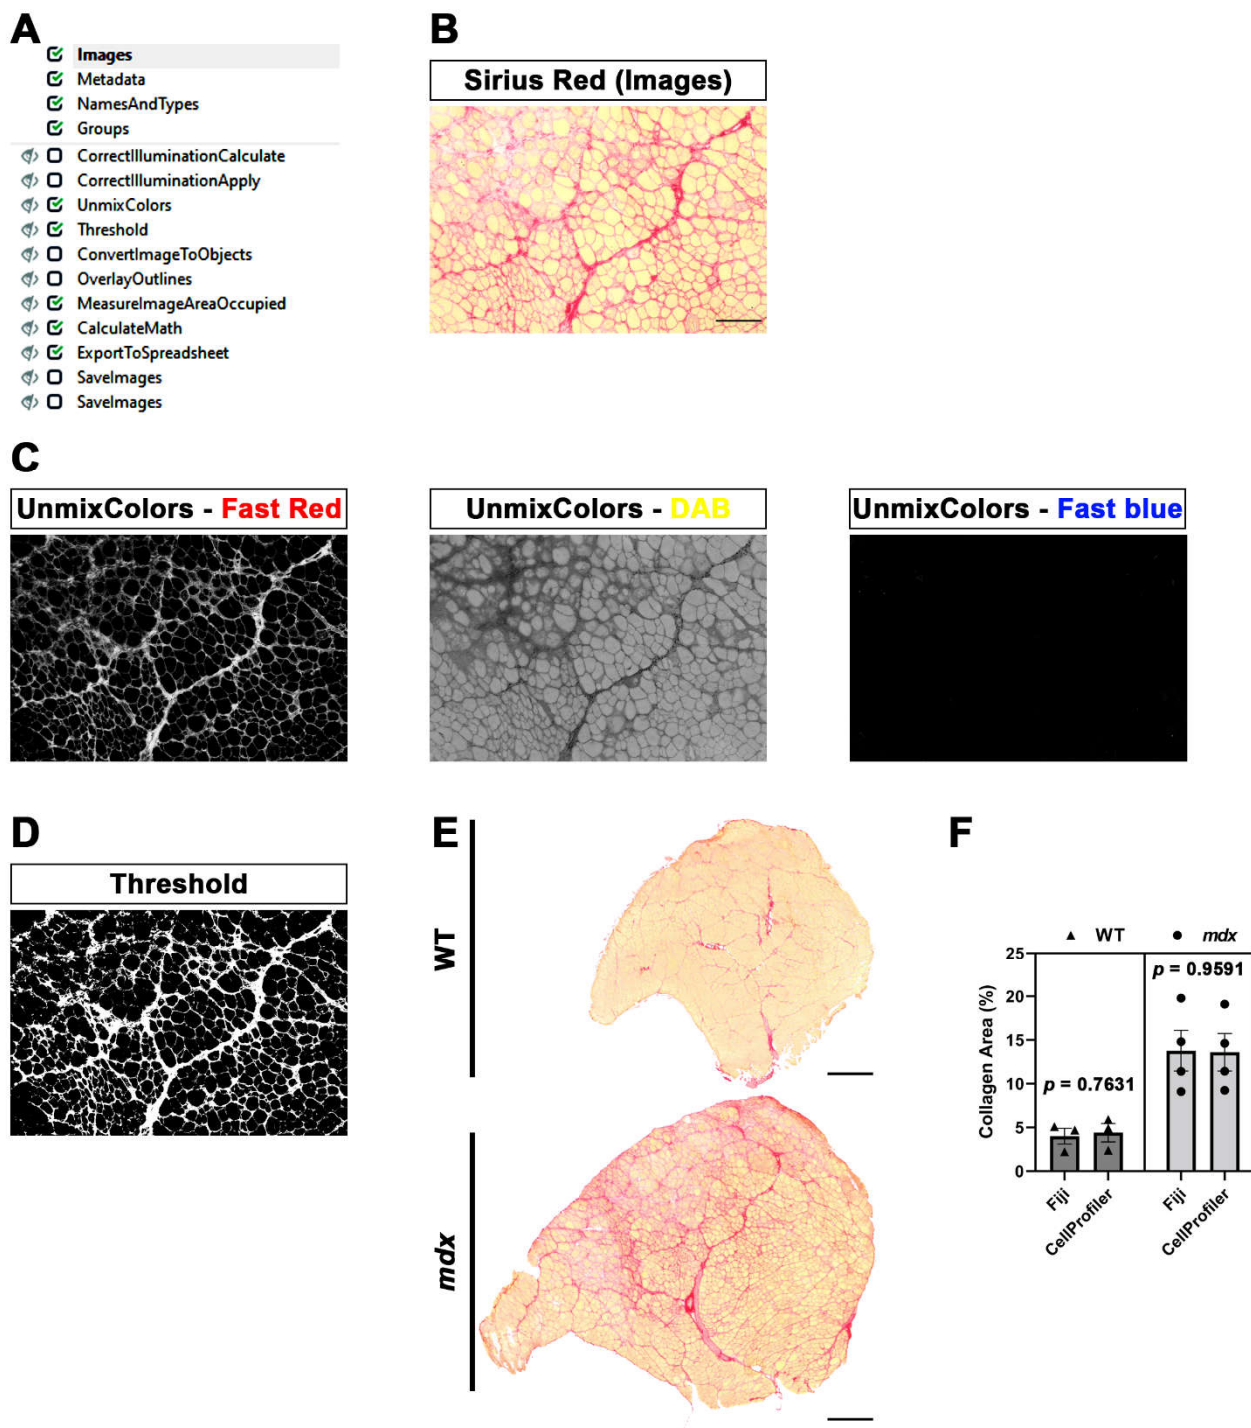 A
Images
Metadata
NamesAndTypes
Groups
CorrectIlluminationCalculate
CorrectIlluminationApply
UnmixColors
Threshold
ConvertImageToObjects
OverlayOutlines
MeasureImageAreaOccupied
CalculateMath
ExportToSpreadsheet
SaveImages
SaveImages
B
Sirius Red (Images)
C
UnmixColors - Fast Red
UnmixColors - DAB
UnmixColors - Fast blue
D
Threshold
E
WT
mdx
F
▲ WT
● mdx
Collagen Area (%)
25
20
15
10
5
0
p = 0.7631
p = 0.9591
Fiji
CellProfiler
Fiji
CellProfiler